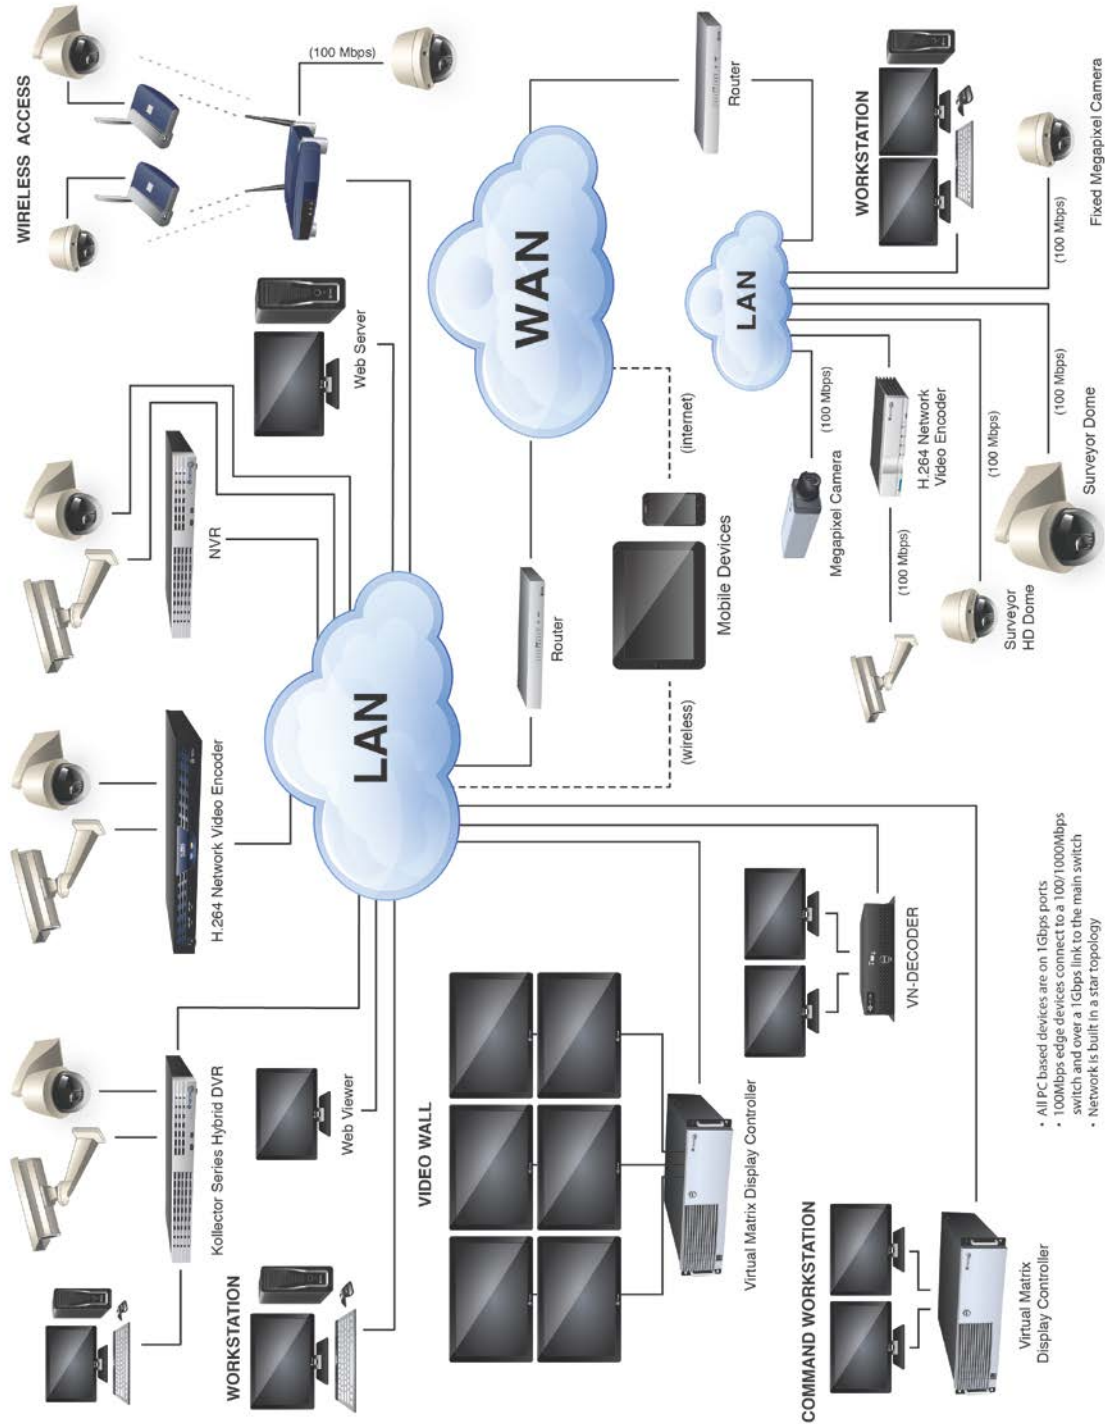 WIRELESS ACCESS
(100 Mbps)
H.264 Network Video Encoder
NVR
Web Server
Kollector Series Hybrid DVR
WORKSTATION
Web Viewer
LAN
WAN
Router
Router
VIDEO WALL
Virtual Matrix Display Controller
(wireless)
(internet)
Mobile Devices
LAN
WORKSTATION
(100 Mbps)
Megapixel Camera
H.264 Network
Video Encoder
(100 Mbps)
(100 Mbps)
Surveyor
HD Dome
(100 Mbps)
Surveyor Dome
(100 Mbps)
Fixed Megapixel Camera
VN-DECODER
COMMAND WORKSTATION
Virtual Matrix
Display Controller
• All PC based devices are on 1Gbps ports
• 100Mbps edge devices connect to a 100/1000Mbps
switch and over a 1Gbps link to the main switch
• Network is built in a star topology